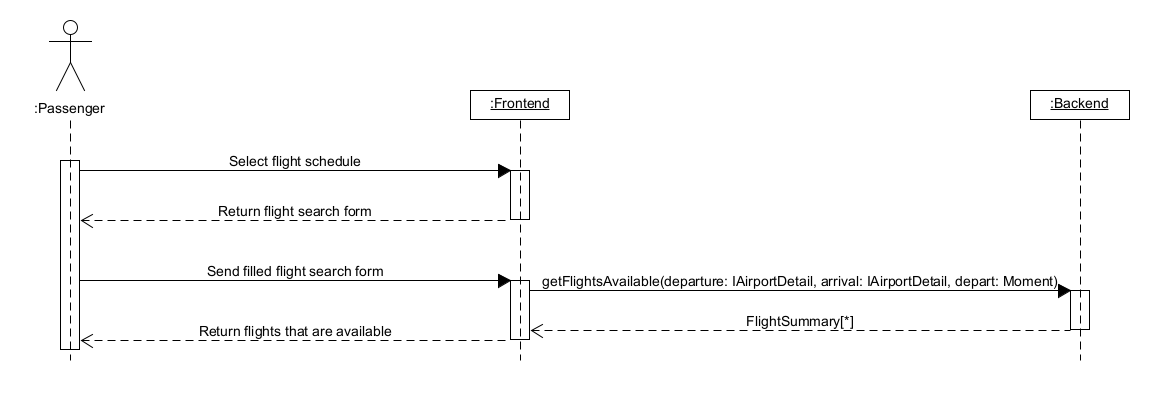 :Passenger
:Frontend
:Backend
Select flight schedule
Return flight search form
Send filled flight search form
getFlightsAvailable(departure: IAirportDetail, arrival: IAirportDetail, depart: Moment)
FlightSummary[*]
Return flights that are available